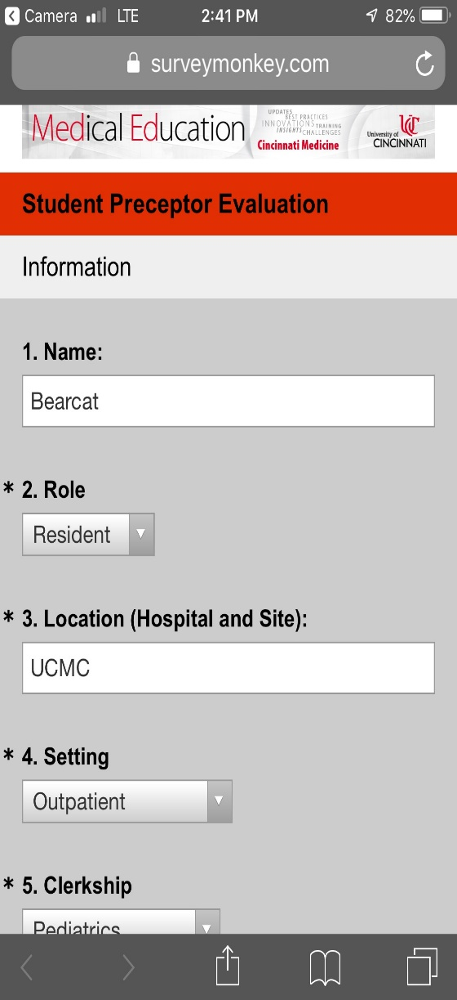 Camera LTE 2:41 PM 82%
surveymonkey.com
Medical Education
UPDATES
BEST PRACTICES
INNOVATIONS TRAINING
INSIGHTS CHALLENGES
Cincinnati Medicine
University of
CINCINNATI
Student Preceptor Evaluation
Information
1. Name:
Bearcat
* 2. Role
Resident
* 3. Location (Hospital and Site):
UCMC
* 4. Setting
Outpatient
* 5. Clerkship
Pediatrics